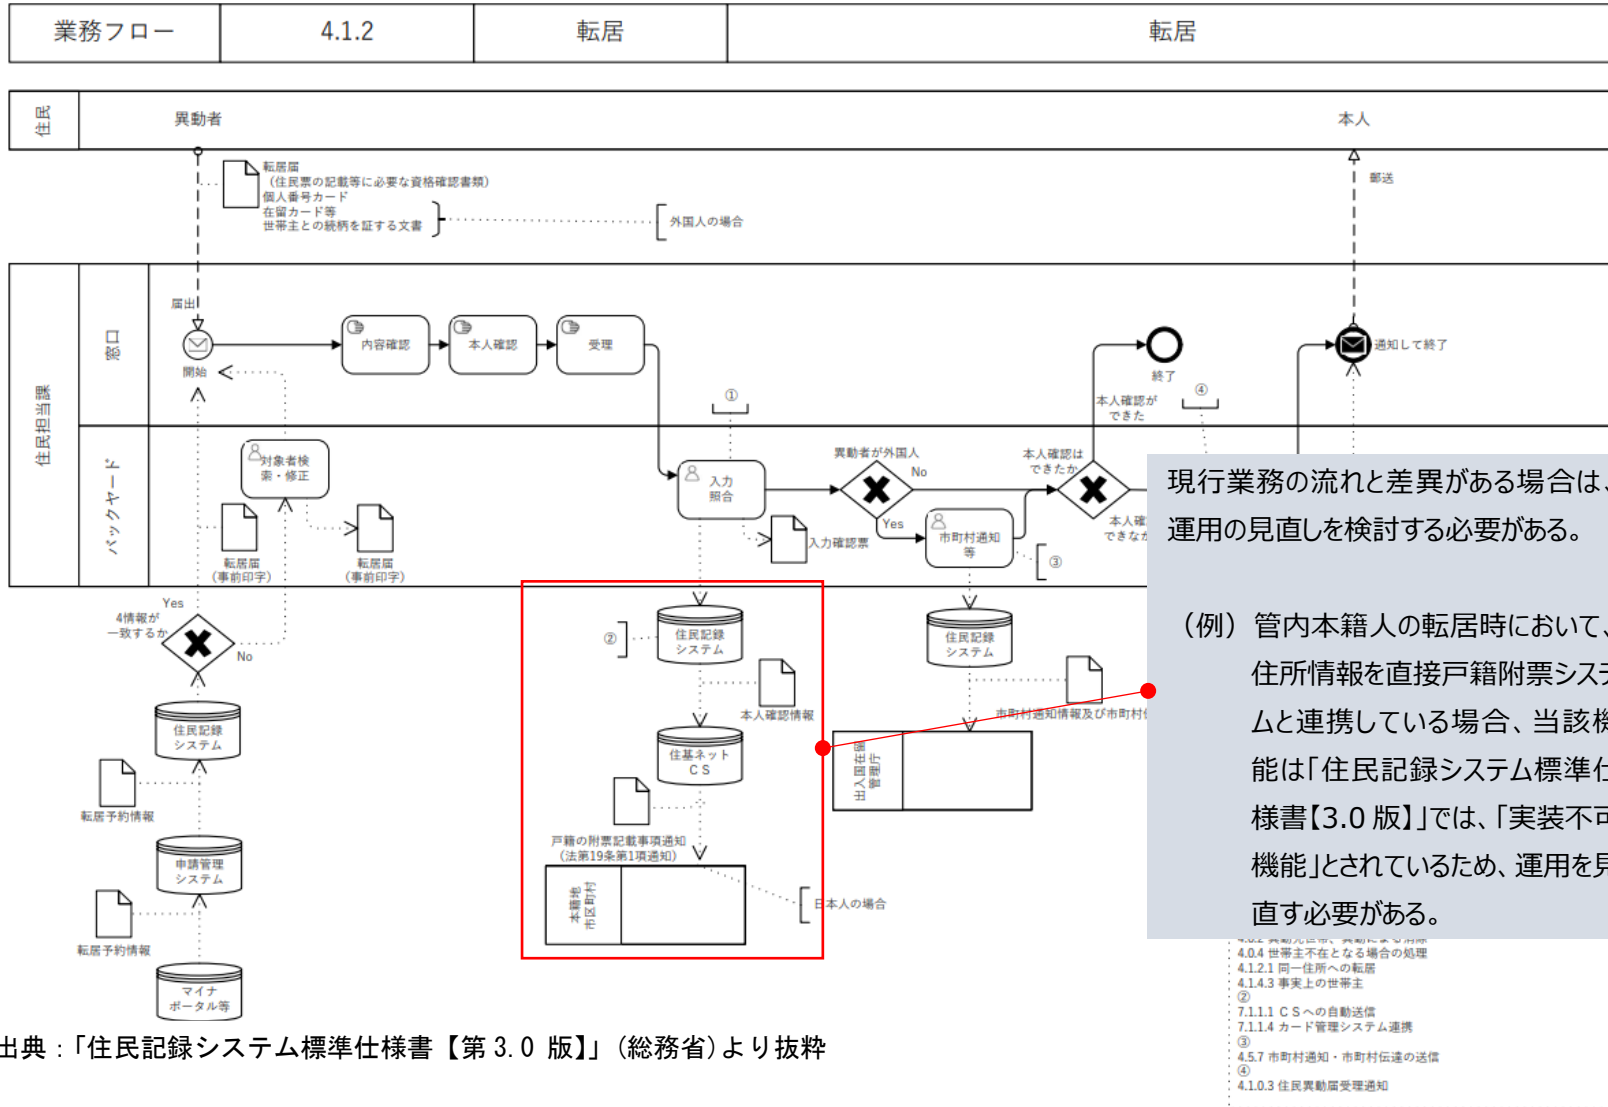 業務フロー
4.1.2
転居
転居
住民
異動者
本人
転居届
（住民票の記載等に必要な資格確認書類）
個人番号カード
在留カード等
世帯主との続柄を証する文書
外国人の場合
郵送
住民担当課
窓口
届出
開始
内容確認
本人確認
受理
①
終了
本人確認が
できた
④
通知して終了
バックヤード
対象者検
索・修正
転居届
（事前印字）
転居届
（事前印字）
入力
照合
入力確認票
異動者が外国人
No
Yes
市町村通知
等
③
本人確認は
できたか
本人確
できなか
現行業務の流れと差異がある場合は、
運用の見直しを検討する必要がある。
（例）管内本籍人の転居時において、
住所情報を直接戸籍附票システ
ムと連携している場合、当該機
能は「住民記録システム標準仕
様書【3.0 版】」では、「実装不可
機能」とされているため、運用を見
直す必要がある。
Yes
4情報が
一致するか
No
住民記録
システム
転居予約情報
申請管理
システム
転居予約情報
マイナ
ポータル等
②
住民記録
システム
本人確認情報
住基ネット
ＣＳ
戸籍の附票記載事項通知
（法第19条第1項通知）
本籍地
市区町村
日本人の場合
住民記録
システム
市町村通知情報及び市町村
出入国在留
管理庁
4.0.2 異動先世帯、異動による消除
4.0.4 世帯主不在となる場合の処理
4.1.2.1 同一住所への転居
4.1.4.3 事実上の世帯主
②
7.1.1.1 ＣＳへの自動送信
7.1.1.4 カード管理システム連携
③
4.5.7 市町村通知・市町村伝達の送信
④
4.1.0.3 住民異動届受理通知
出典：「住民記録システム標準仕様書【第 3.0 版】」（総務省）より抜粋